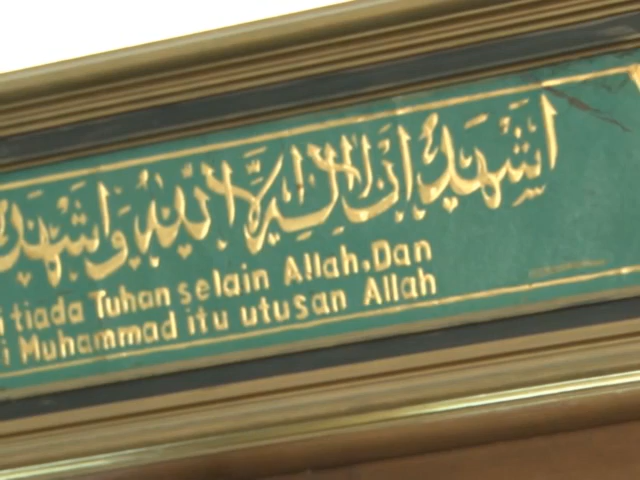 اشهد ان لا اله الا الله واشهد
tiada Tuhan selain Allah, Dan
Muhammad itu utusan Allah